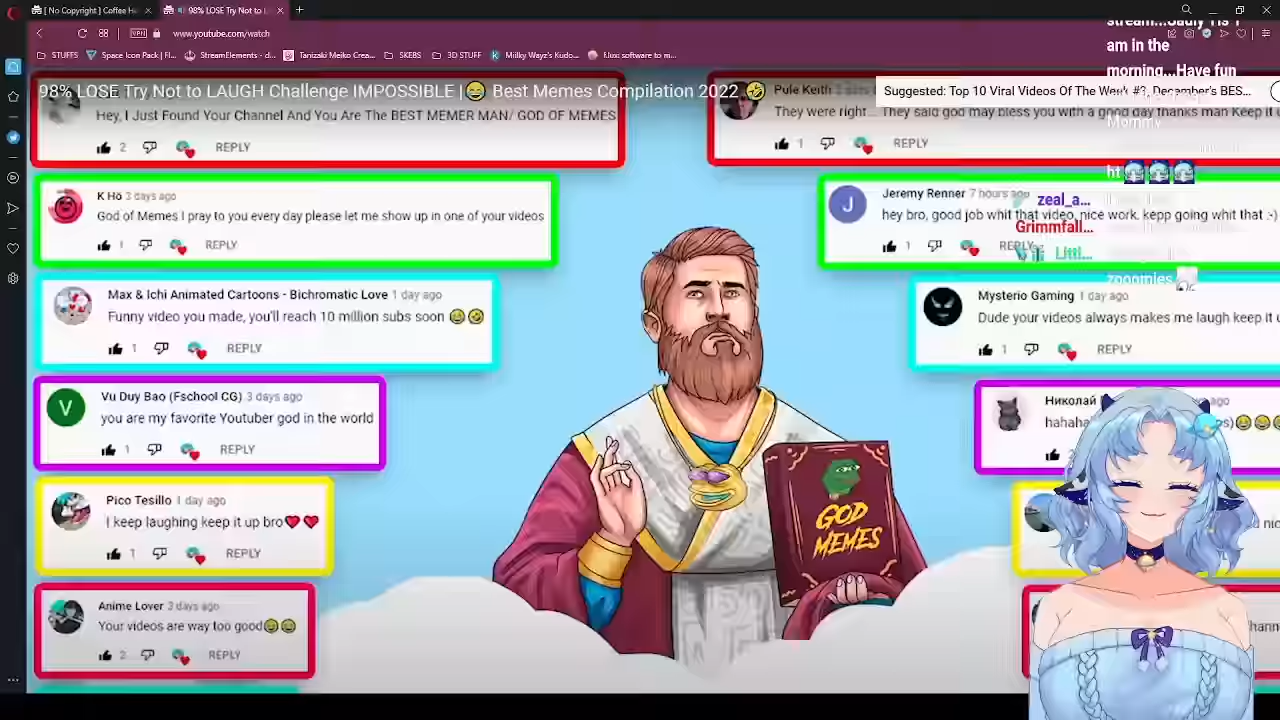 [ No Copyright ] Coffee H
98% LOSE Try Not to L
VPN
www.youtube.com/watch
STUFFS
Space Icon Pack | Fl...
StreamElements - d...
Tanizaki Meiko Crea...
SKEBS
3D STUFF
Miilky Wayz's Kudo...
stream...Sadly Tis 1
am in the
morning...Have fun
Mommy
98% LOSE Try Not to LAUGH Challenge IMPOSSIBLE |😂 Best Memes Compilation 2022 🤣
Hey, I Just Found Your Channel And You Are The BEST MEMER MAN/ GOD OF MEMES
2 REPLY
Pule Keith
They were right... They said god may bless you with a good day thanks man Keep it
1 REPLY
Suggested: Top 10 Viral Videos Of The Week #3, December's BES...
K Hö 3 days ago
God of Memes I pray to you every day please let me show up in one of your videos
1 REPLY
Jeremy Renner 7 hours ago
hey bro, good job whit that video, nice work. kepp going whit that :)
1 REPLY
ht
zeal_a...
Grimmfall...
Littl...
zooomies
Max & Ichi Animated Cartoons - Bichromatic Love 1 day ago
Funny video you made, you'll reach 10 million subs soon 😂🤣
1 REPLY
Mysterio Gaming 1 day ago
Dude your videos always makes me laugh keep it
1 REPLY
V
Vu Duy Bao (Fschool CG) 3 days ago
you are my favorite Youtuber god in the world
1 REPLY
Николай
ago
Pico Tesillo 1 day ago
I keep laughing keep it up bro❤️❤️
1 REPLY
Anime Lover 3 days ago
Your videos are way too good😂😂
2 REPLY
J
GOD
MEMES